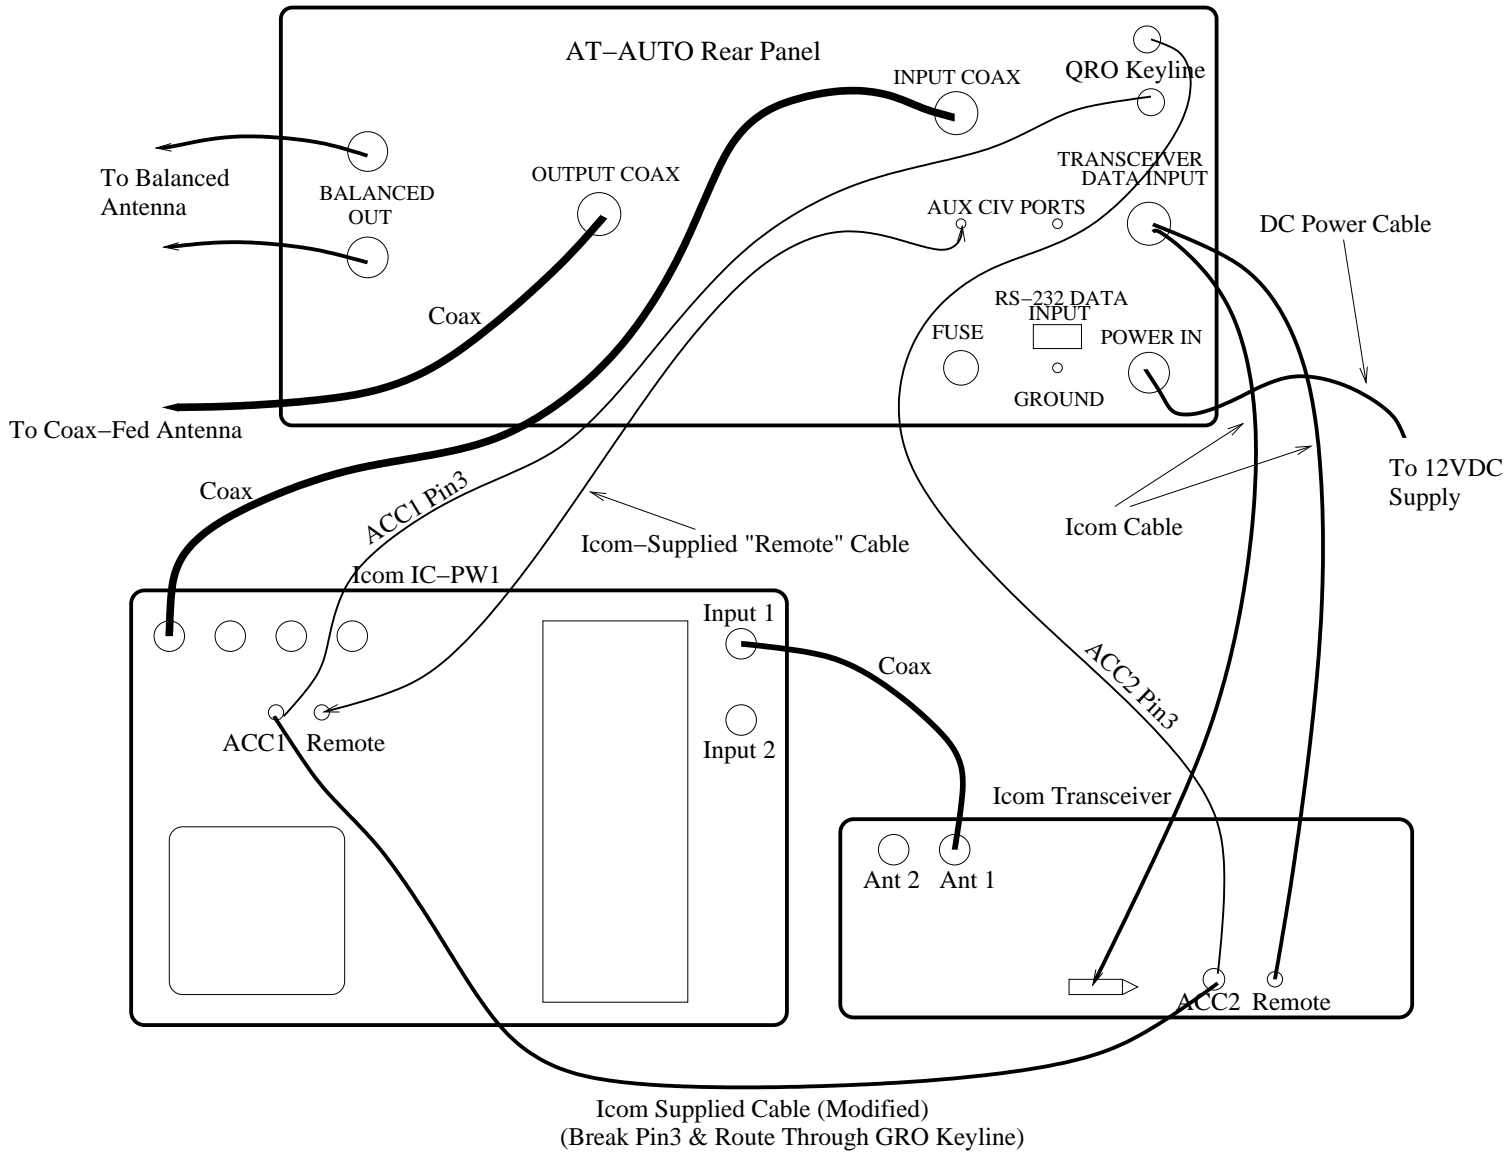 AT−AUTO Rear Panel
INPUT COAX
QRO Keyline
To Balanced
Antenna
BALANCED
OUT
OUTPUT COAX
TRANSCEIVER
DATA INPUT
AUX CIV PORTS
DC Power Cable
Coax
RS−232 DATA
INPUT
FUSE
POWER IN
GROUND
To Coax−Fed Antenna
To 12VDC
Supply
Coax
ACC1 Pin3
Icom−Supplied "Remote" Cable
Icom Cable
Icom IC−PW1
Input 1
Coax
ACC2 Pin3
ACC1
Remote
Input 2
Icom Transceiver
Ant 2
Ant 1
ACC2
Remote
Icom Supplied Cable (Modified)
(Break Pin3 & Route Through GRO Keyline)